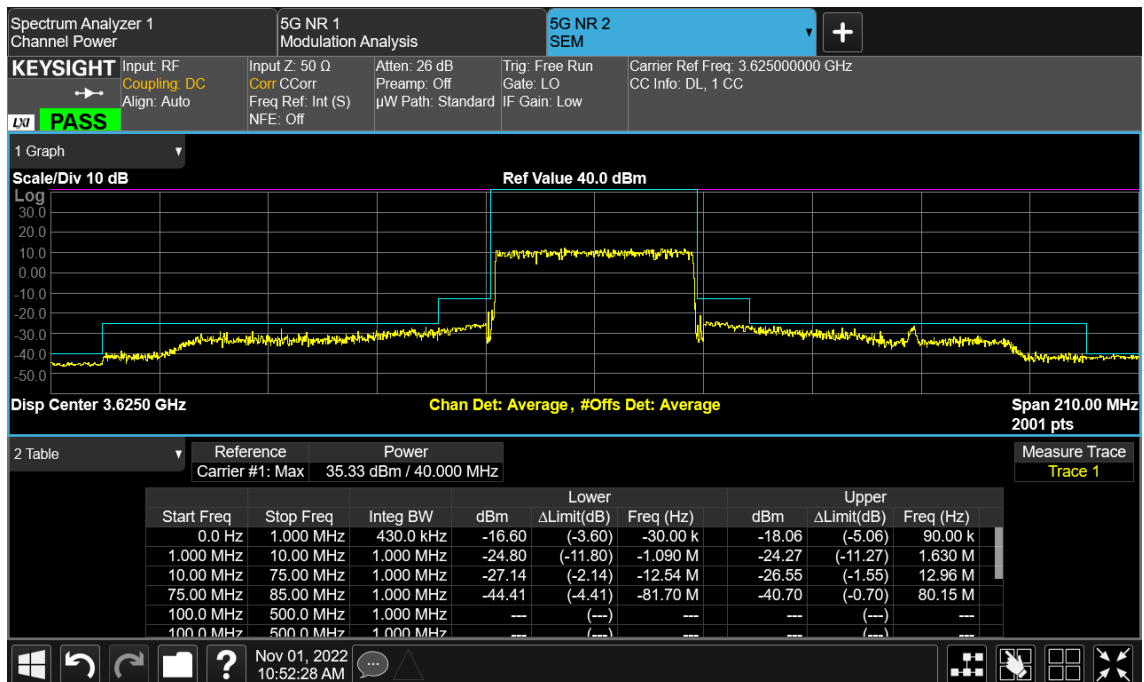 Spectrum Analyzer 1
Channel Power
5G NR 1
Modulation Analysis
5G NR 2
SEM
KEYSIGHT
LXI
PASS
Input: RF
Coupling: DC
Align: Auto
Input Z: 50 Ω
Corr CCorr
Freq Ref: Int (S)
NFE: Off
Atten: 26 dB
Preamp: Off
µW Path: Standard
Trig: Free Run
Gate: LO
IF Gain: Low
Carrier Ref Freq: 3.625000000 GHz
CC Info: DL, 1 CC
1 Graph
Scale/Div 10 dB
Ref Value 40.0 dBm
Log
30.0
20.0
10.0
0.00
-10.0
-20.0
-30.0
-40.0
-50.0
Disp Center 3.6250 GHz
Chan Det: Average, #Offs Det: Average
Span 210.00 MHz
2001 pts
2 Table
Reference Power
Carrier #1: Max 35.33 dBm / 40.000 MHz
Measure Trace
Trace 1
Lower Upper
Start Freq Stop Freq Integ BW dBm ΔLimit(dB) Freq (Hz) dBm ΔLimit(dB) Freq (Hz)
0.0 Hz 1.000 MHz 430.0 kHz -16.60 (-3.60) -30.00 k -18.06 (-5.06) 90.00 k
1.000 MHz 10.00 MHz 1.000 MHz -24.80 (-11.80) -1.090 M -24.27 (-11.27) 1.630 M
10.00 MHz 75.00 MHz 1.000 MHz -27.14 (-2.14) -12.54 M -26.55 (-1.55) 12.96 M
75.00 MHz 85.00 MHz 1.000 MHz -44.41 (-4.41) -81.70 M -40.70 (-0.70) 80.15 M
100.0 MHz 500.0 MHz 1.000 MHz --- (---) --- --- (---) ---
100.0 MHz 500.0 MHz 1.000 MHz --- (---) --- --- (---) ---
?
Nov 01, 2022
10:52:28 AM